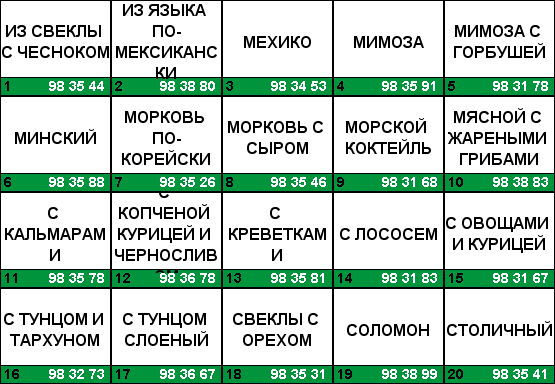 ИЗ СВЕКЛЫ
С ЧЕСНОКОМ
1 98 35 44
ИЗ ЯЗЫКА
ПО-
МЕКСИКАНС
КИ
2 98 38 80
МЕХИКО
3 98 34 53
МИМОЗА
4 98 35 91
МИМОЗА С
ГОРБУШЕЙ
5 98 31 78
МИНСКИЙ
6 98 35 88
МОРКОВЬ
ПО-
КОРЕЙСКИ
7 98 35 26
МОРКОВЬ С
СЫРОМ
8 98 35 46
МОРСКОЙ
КОКТЕЙЛЬ
9 98 31 68
МЯСНОЙ С
ЖАРЕНЫМИ
ГРИБАМИ
10 98 38 83
С
КАЛЬМАРАМ
И
11 98 35 78
С
КОПЧЕНОЙ
КУРИЦЕЙ И
ЧЕРНОСЛИВ
ОМ
12 98 36 78
С
КРЕВЕТКАМ
И
13 98 35 81
С ЛОСОСЕМ
14 98 31 83
С ОВОЩАМИ
И КУРИЦЕЙ
15 98 31 67
С ТУНЦОМ И
ТАРХУНОМ
16 98 32 73
С ТУНЦОМ
СЛОЕНЫЙ
17 98 36 67
СВЕКЛЫ С
ОРЕХОМ
18 98 35 31
СОЛОМОН
19 98 38 99
СТОЛИЧНЫЙ
20 98 35 41